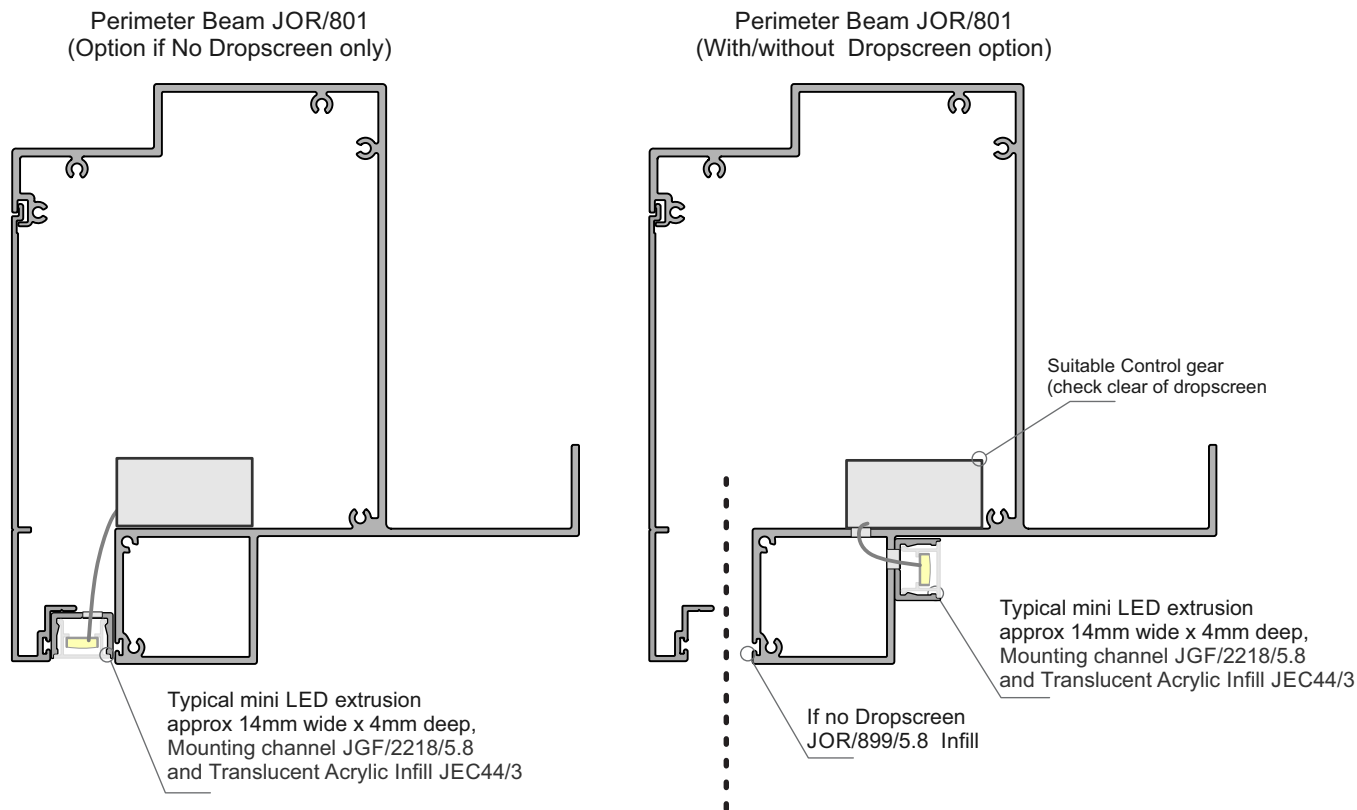 Perimeter Beam JOR/801
(Option if No Dropscreen only)
Perimeter Beam JOR/801
(With/without  Dropscreen option)
Suitable Control gear
(check clear of dropscreen
Typical mini LED extrusion
approx 14mm wide x 4mm deep,
Mounting channel JGF/2218/5.8
and Translucent Acrylic Infill JEC44/3
If no Dropscreen
JOR/899/5.8  Infill
Typical mini LED extrusion
approx 14mm wide x 4mm deep,
Mounting channel JGF/2218/5.8
and Translucent Acrylic Infill JEC44/3